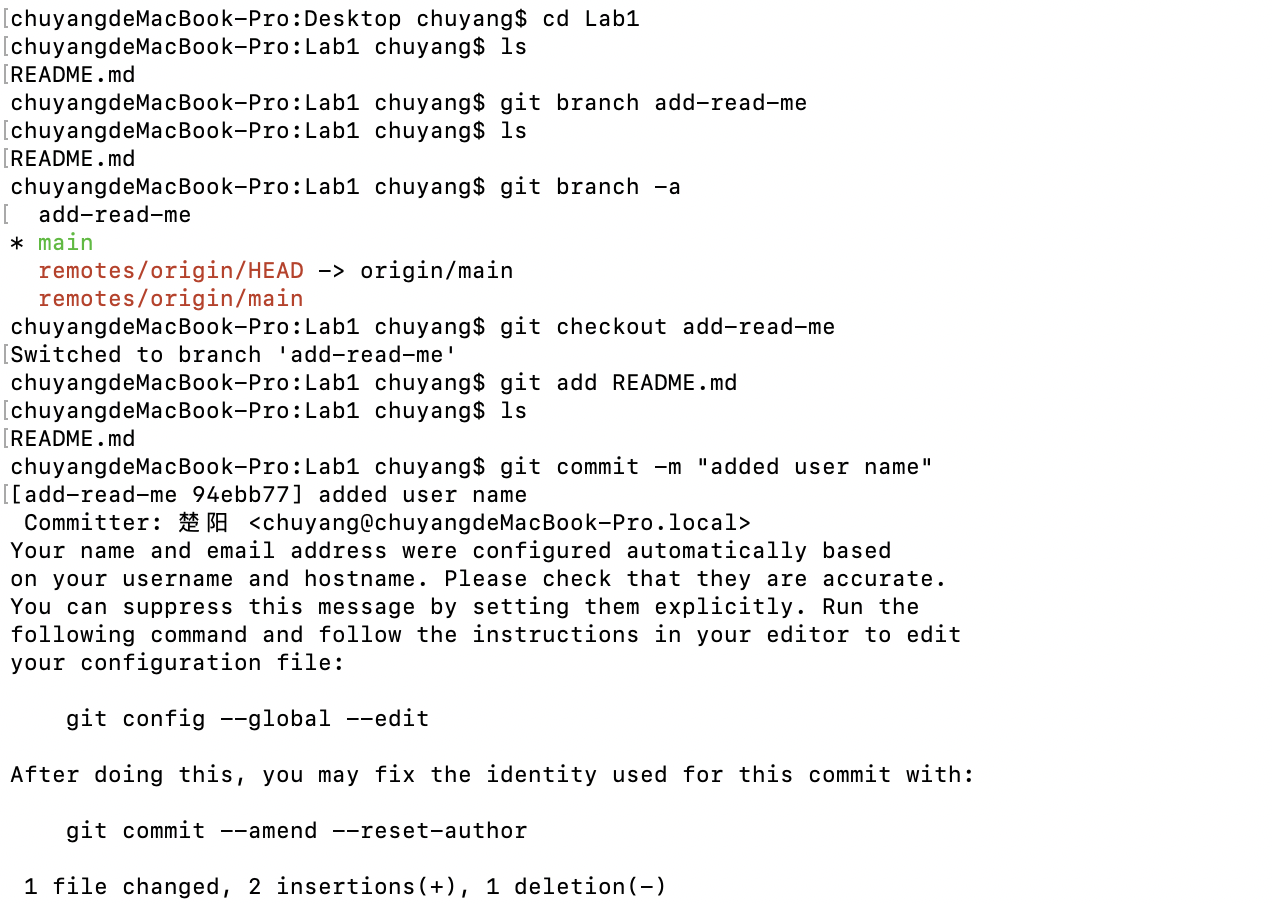 [chuyangdeMacBook-Pro:Desktop chuyang$ cd Lab1
[chuyangdeMacBook-Pro:Lab1 chuyang$ ls
[README.md
chuyangdeMacBook-Pro:Lab1 chuyang$ git branch add-read-me
[chuyangdeMacBook-Pro:Lab1 chuyang$ ls
[README.md
chuyangdeMacBook-Pro:Lab1 chuyang$ git branch -a
[  add-read-me
* main
  remotes/origin/HEAD -> origin/main
  remotes/origin/main
chuyangdeMacBook-Pro:Lab1 chuyang$ git checkout add-read-me
[Switched to branch 'add-read-me'
chuyangdeMacBook-Pro:Lab1 chuyang$ git add README.md
[chuyangdeMacBook-Pro:Lab1 chuyang$ ls
[README.md
chuyangdeMacBook-Pro:Lab1 chuyang$ git commit -m "added user name"
[[add-read-me 94ebb77] added user name
 Committer: 楚阳 <chuyang@chuyangdeMacBook-Pro.local>
Your name and email address were configured automatically based
on your username and hostname. Please check that they are accurate.
You can suppress this message by setting them explicitly. Run the
following command and follow the instructions in your editor to edit
your configuration file:

    git config --global --edit

After doing this, you may fix the identity used for this commit with:

    git commit --amend --reset-author

 1 file changed, 2 insertions(+), 1 deletion(-)